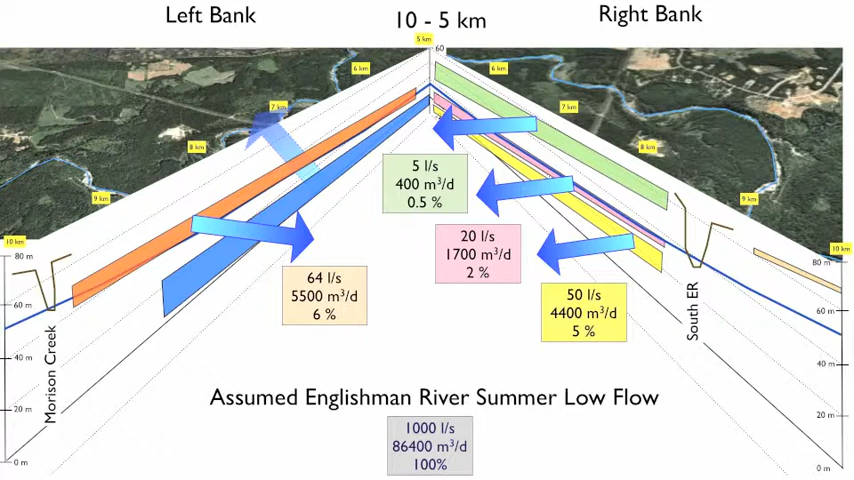 Left Bank
10 - 5 km
Right Bank
5 km
60
6 km
6 km
7 km
7 km
8 km
8 km
9 km
9 km
10 km
10 km
5 l/s
400 m³/d
0.5 %
20 l/s
1700 m³/d
2 %
64 l/s
5500 m³/d
6 %
50 l/s
4400 m³/d
5 %
80 m
60 m
40 m
20 m
0 m
Morison Creek
South ER
80 m
60 m
40 m
20 m
0 m
Assumed Englishman River Summer Low Flow
1000 l/s
86400 m³/d
100%